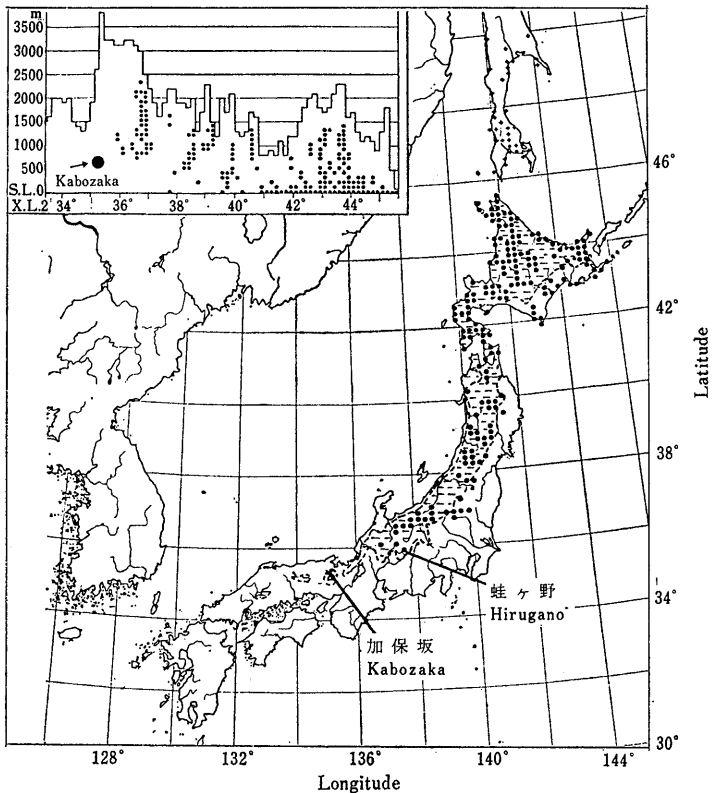 m
3500
3000
2500
2000
1500
1000
500
S.L.0
Kabozaka
X.L.2 34 36° 38 40 42 44
46°
42°
38°
34°
30°
Latitude
蛙ヶ野
Hirugano
加保坂
Kabozaka
128° 132° 136° 140° 144°
Longitude